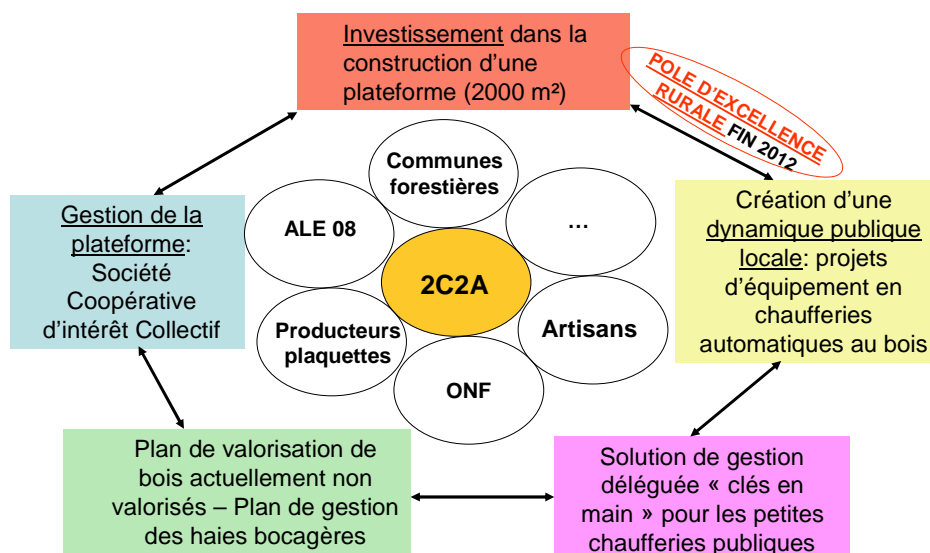 Investissement dans la
construction d'une
plateforme (2000 m²)
POLE D'EXCELLENCE
RURALE FIN 2012
Communes
forestières
ALE 08
...
Gestion de la
plateforme:
Société
Coopérative
d'intérêt Collectif
2C2A
Création d'une
dynamique publique
locale: projets
d'équipement en
chaufferies
automatiques au bois
Producteurs
plaquettes
Artisans
ONF
Plan de valorisation de
bois actuellement non
valorisés – Plan de gestion
des haies bocagères
Solution de gestion
déléguée « clés en
main » pour les petites
chaufferies publiques